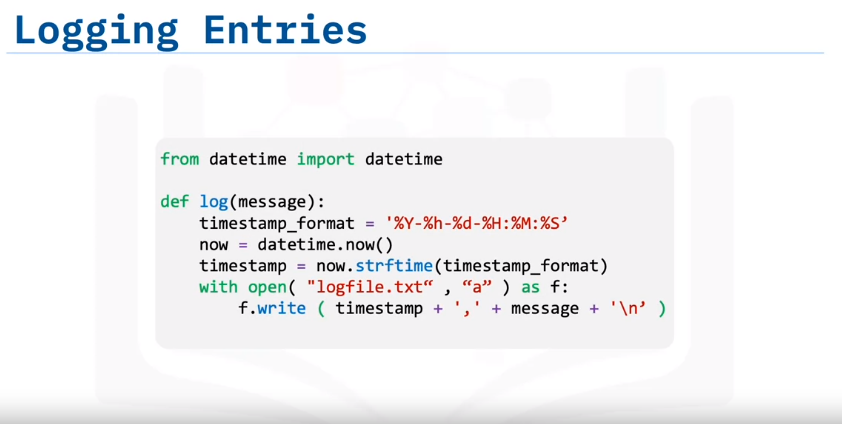 Logging Entries
from datetime import datetime
def log(message):
timestamp_format = '%Y-%h-%d-%H:%M:%S’
now = datetime.now()
timestamp = now.strftime(timestamp_format)
with open( "logfile.txt“ , “a” ) as f:
f.write ( timestamp + ',' + message + '\n’ )